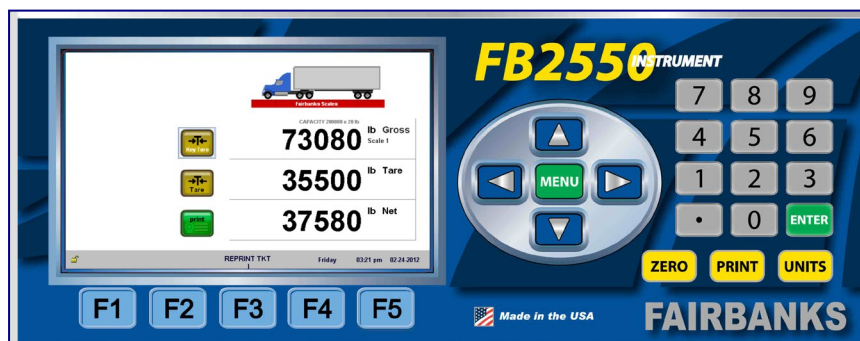 FB2550
INSTRUMENT
Fairbanks Scales
CAPACITY 200000 x 20 lb
73080 lb Gross
Scale 1
Key Tare
35500 lb Tare
Tare
37580 lb Net
print
REPRINT TKT Friday 03:21 pm 02-24-2012
F1 F2 F3 F4 F5
MENU
7 8 9
4 5 6
1 2 3
• 0 ENTER
ZERO PRINT UNITS
Made in the USA
FAIRBANKS